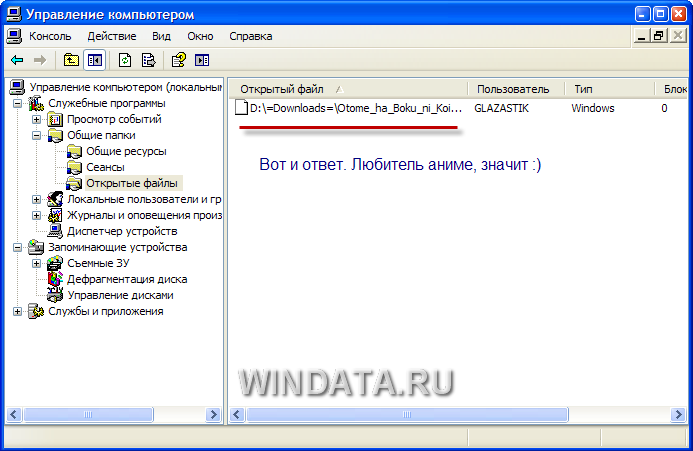 Управление компьютером
Консоль Действие Вид Окно Справка
Управление компьютером (локальным
Служебные программы
Просмотр событий
Общие папки
Общие ресурсы
Сеансы
Открытые файлы
Локальные пользователи и гр
Журналы и оповещения произ
Диспетчер устройств
Запоминающие устройства
Съемные ЗУ
Дефрагментация диска
Управление дисками
Службы и приложения
Открытый файл Пользователь Тип Блок
D:\=Downloads=\Otome_ha_Boku_ni_Koi... GLAZASTIK Windows 0
Вот и ответ. Любитель аниме, значит :)
WINDATA.RU